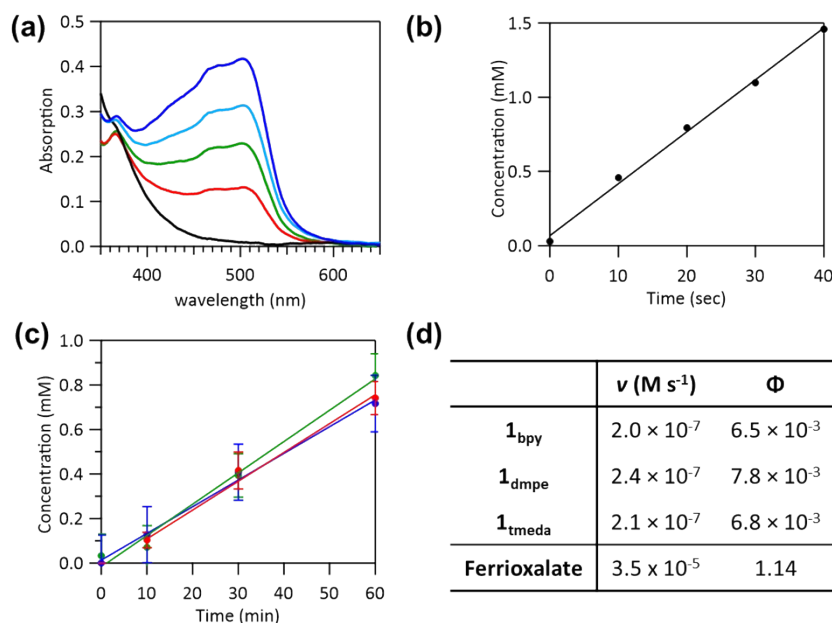 (a)
0.5
0.4
0.3
0.2
0.1
0.0
Absorption
400
500
600
wavelength (nm)
(b)
1.5
1.0
0.5
0.0
Concentration (mM)
0
10
20
30
40
Time (sec)
(c)
1.0
0.8
0.6
0.4
0.2
0.0
Concentration (mM)
0
10
20
30
40
50
60
Time (min)
(d)
v (M s⁻¹) Φ
1bpy 2.0 × 10⁻⁷ 6.5 × 10⁻³
1dmpe 2.4 × 10⁻⁷ 7.8 × 10⁻³
1tmeda 2.1 × 10⁻⁷ 6.8 × 10⁻³
Ferrioxalate 3.5 x 10⁻⁵ 1.14